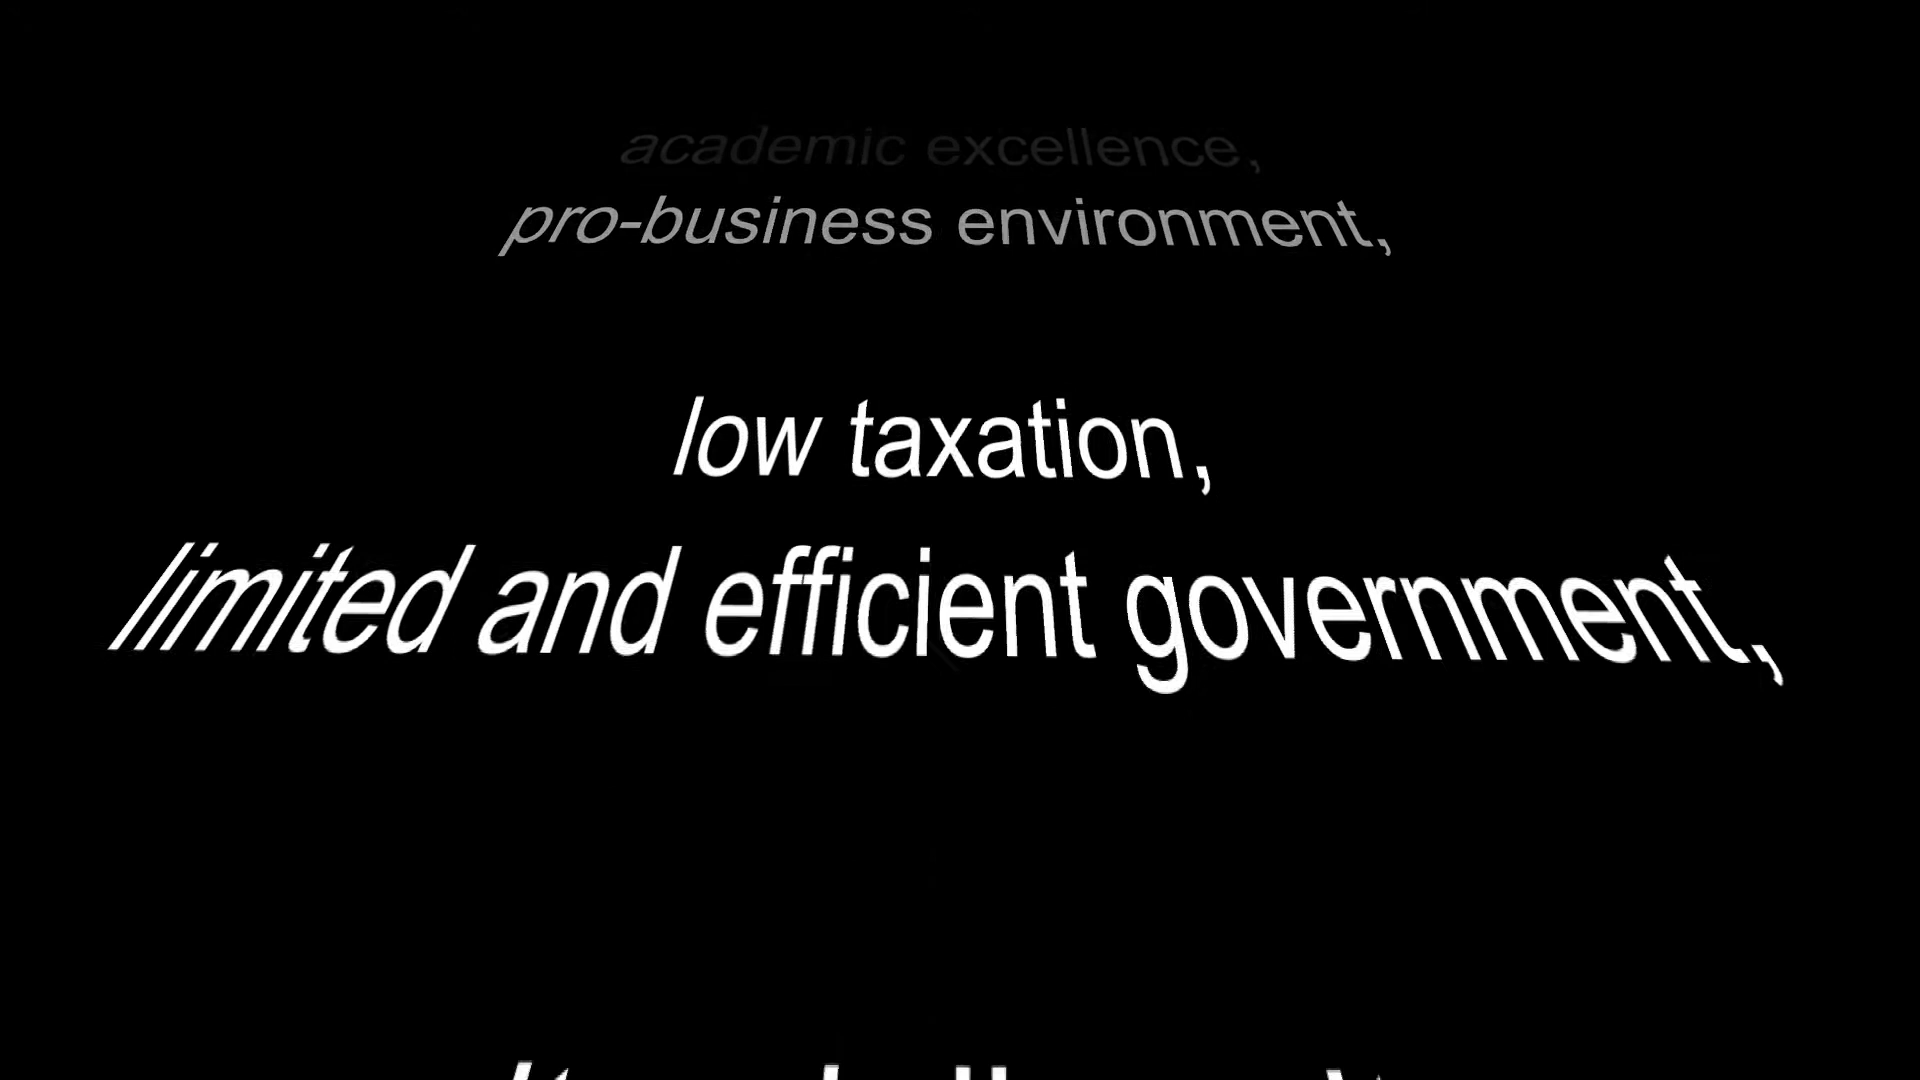 academic excellence,
pro-business environment,
low taxation,
limited and efficient government,